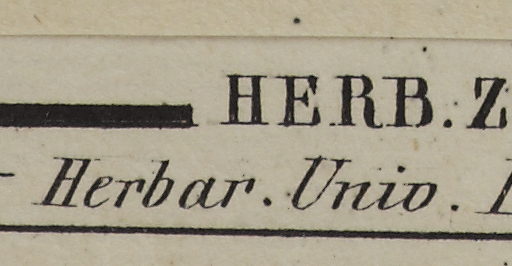 HERB. Z
Herbar. Univ.